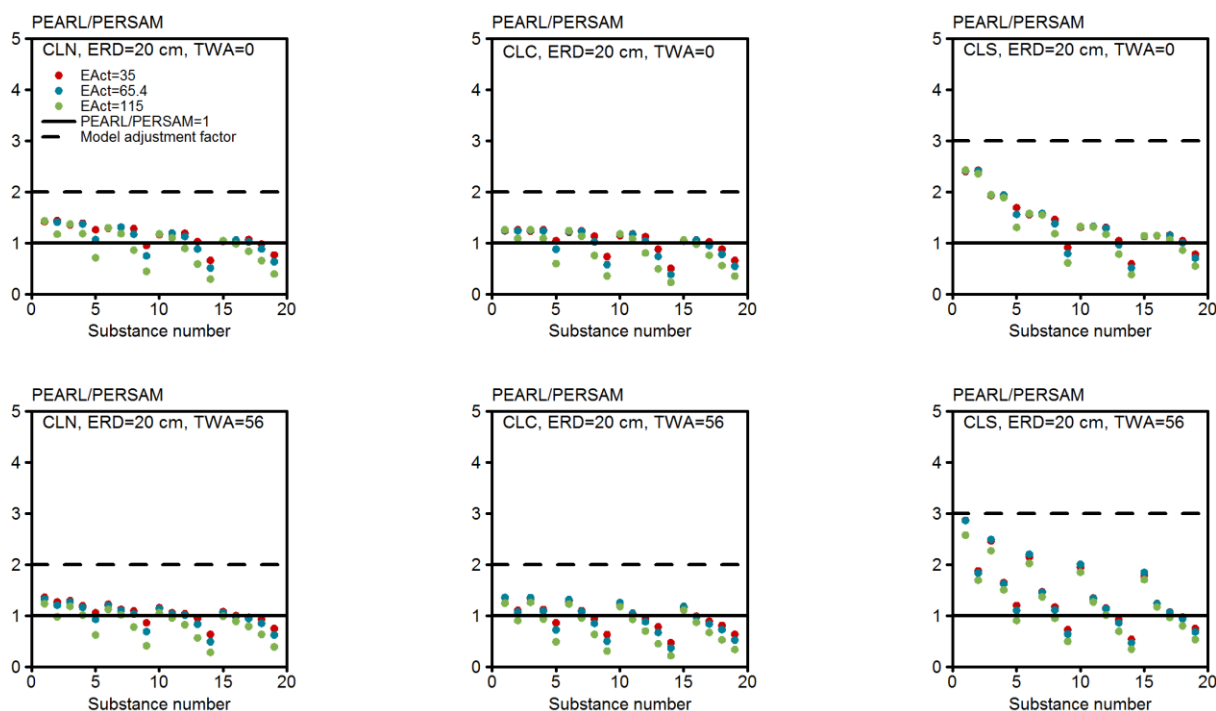 PEARL/PERSAM
5
CLN, ERD=20 cm, TWA=0
EAct=35
4
EAct=65.4
EAct=115
PEARL/PERSAM=1
3
Model adjustment factor
2
1
0
0 5 10 15 20
Substance number
PEARL/PERSAM
5
CLC, ERD=20 cm, TWA=0
4
3
2
1
0
0 5 10 15 20
Substance number
PEARL/PERSAM
5
CLS, ERD=20 cm, TWA=0
4
3
2
1
0
0 5 10 15 20
Substance number
PEARL/PERSAM
5
CLN, ERD=20 cm, TWA=56
4
3
2
1
0
0 5 10 15 20
Substance number
PEARL/PERSAM
5
CLC, ERD=20 cm, TWA=56
4
3
2
1
0
0 5 10 15 20
Substance number
PEARL/PERSAM
5
CLS, ERD=20 cm, TWA=56
4
3
2
1
0
0 5 10 15 20
Substance number